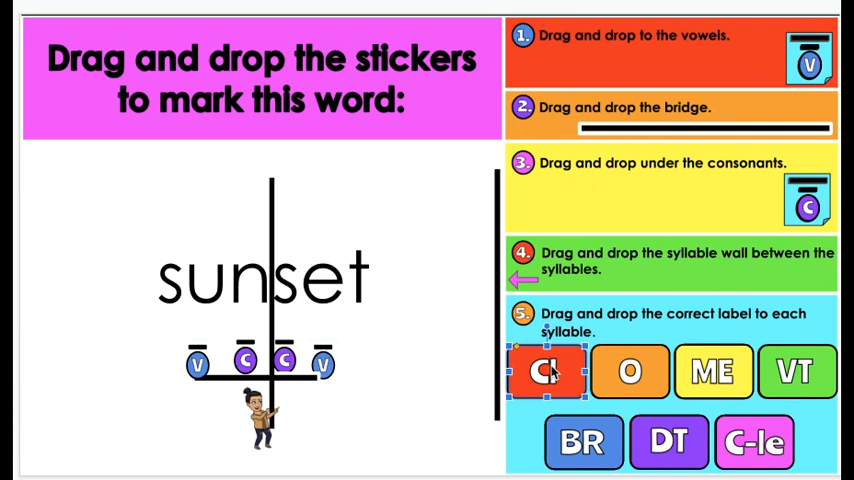 Drag and drop the stickers
to mark this word:
sunset
V C C V
1. Drag and drop to the vowels.
V
2. Drag and drop the bridge.
3. Drag and drop under the consonants.
C
4. Drag and drop the syllable wall between the
syllables.
5. Drag and drop the correct label to each
syllable.
Cl O ME VT
BR DT C-le